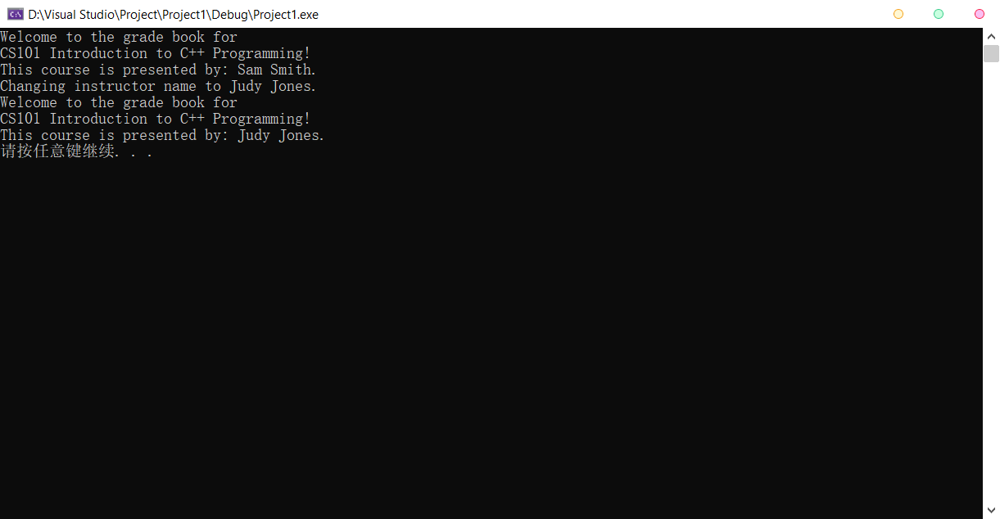 D:\Visual Studio\Project\Project1\Debug\Project1.exe
Welcome to the grade book for
CS101 Introduction to C++ Programming!
This course is presented by: Sam Smith.
Changing instructor name to Judy Jones.
Welcome to the grade book for
CS101 Introduction to C++ Programming!
This course is presented by: Judy Jones.
请按任意键继续. . .